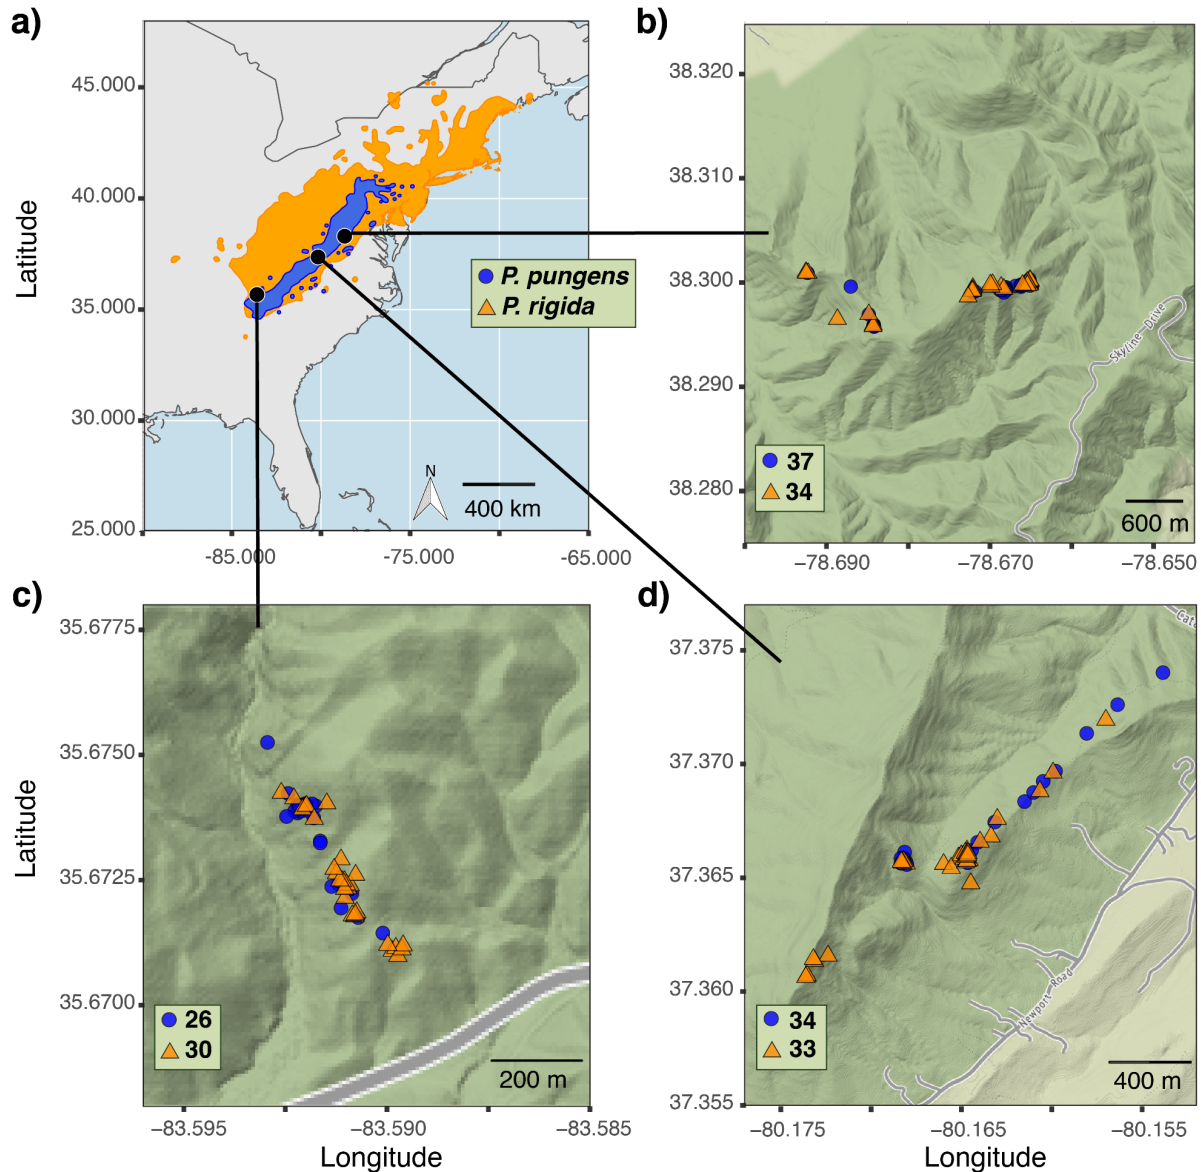 a)
Latitude
45.000
40.000
35.000
30.000
25.000
-85.000
-75.000
-65.000
P. pungens
P. rigida
N
400 km
b)
38.320
38.310
38.300
38.290
38.280
−78.690
−78.670
−78.650
Skyline Drive
37
34
600 m
c)
Latitude
35.6775
35.6750
35.6725
35.6700
−83.595
−83.590
−83.585
Longitude
26
30
200 m
d)
37.375
37.370
37.365
37.360
37.355
−80.175
−80.165
−80.155
Longitude
Newport Road
34
33
400 m